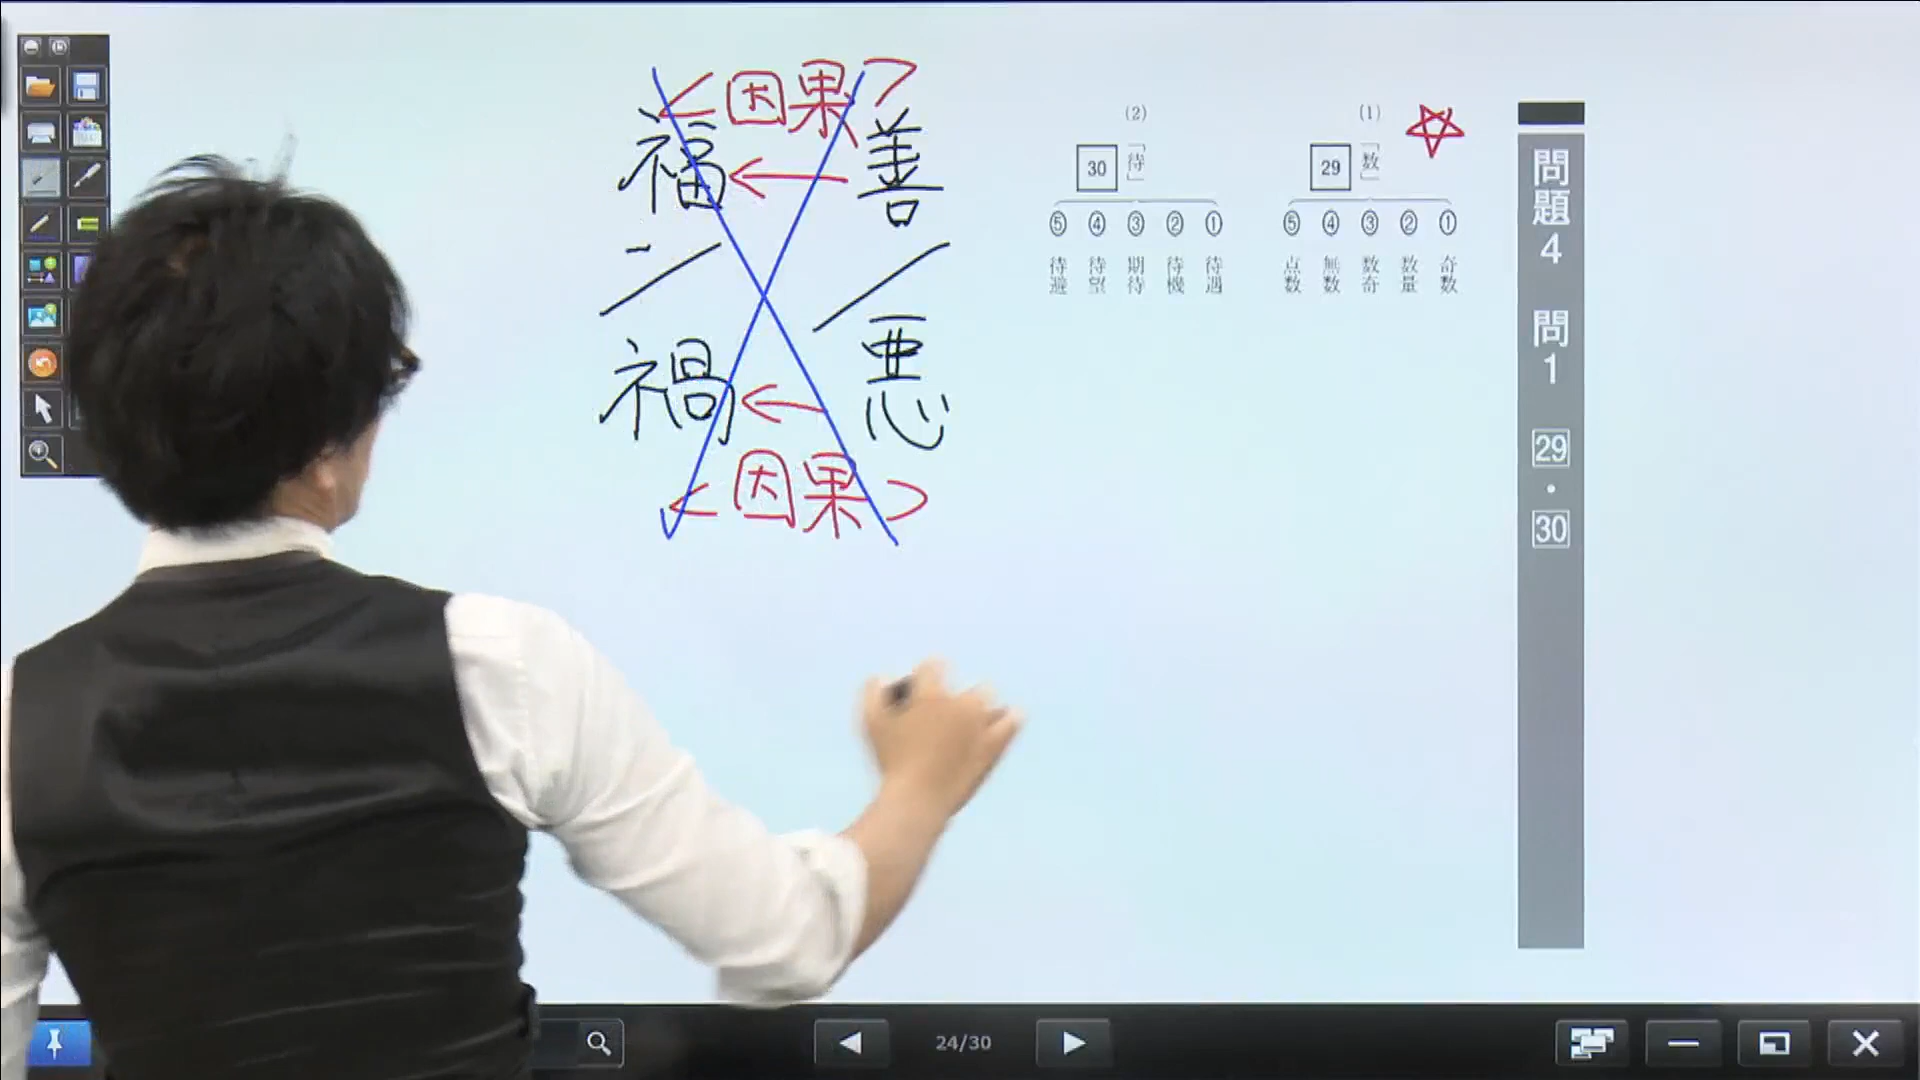 問題4 問1 29・30
(1)
「数」
29
① 奇数
② 数量
③ 数奇
④ 無数
⑤ 点数
(2)
「待」
30
① 待遇
② 待機
③ 期待
④ 待望
⑤ 待避
<因果>
善 ← 福
悪 ← 禍
<因果>
24/30